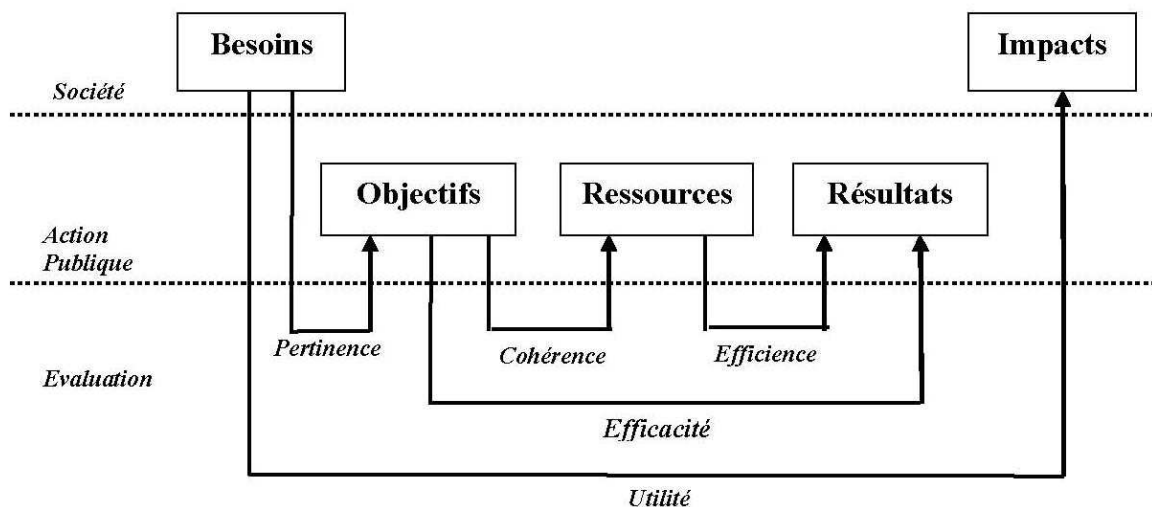 Besoins
Impacts
Société
Objectifs
Ressources
Résultats
Action
Publique
Pertinence
Cohérence
Efficience
Evaluation
Efficacité
Utilité